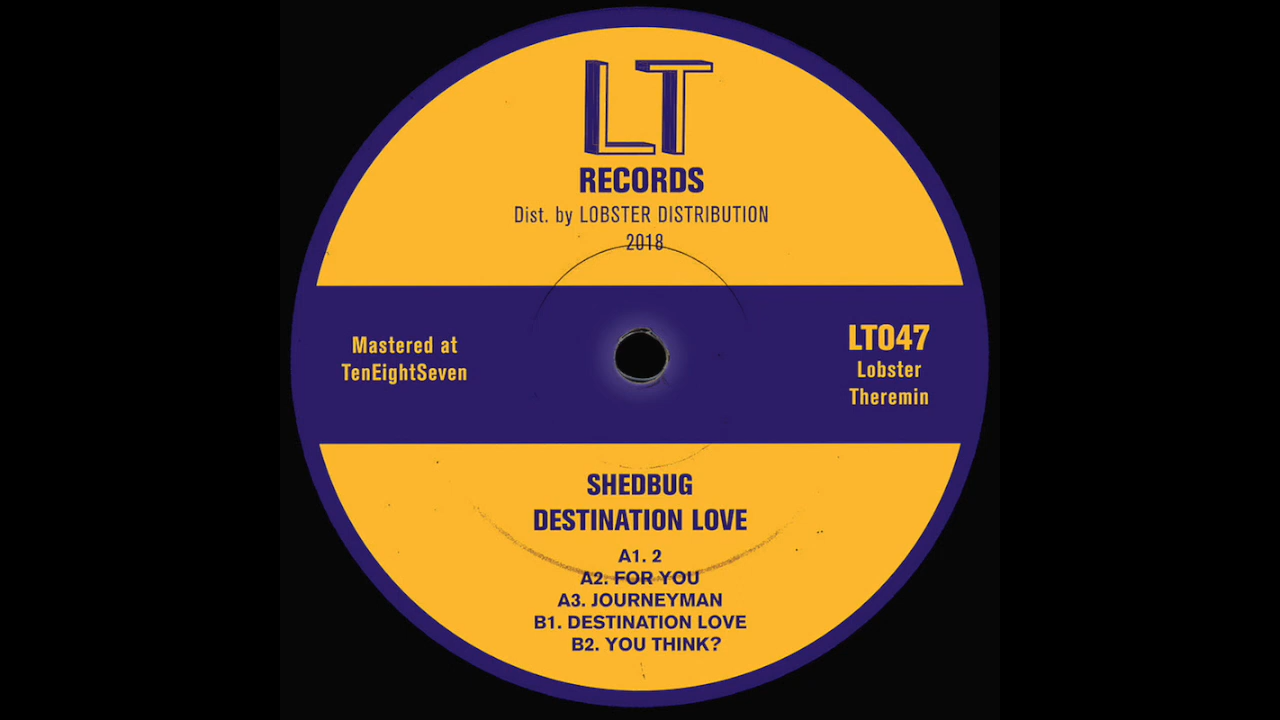 LT
RECORDS
Dist. by LOBSTER DISTRIBUTION
2018
Mastered at
TenEightSeven
LT047
Lobster
Theremin
SHEDBUG
DESTINATION LOVE
A1. 2
A2. FOR YOU
A3. JOURNEYMAN
B1. DESTINATION LOVE
B2. YOU THINK?